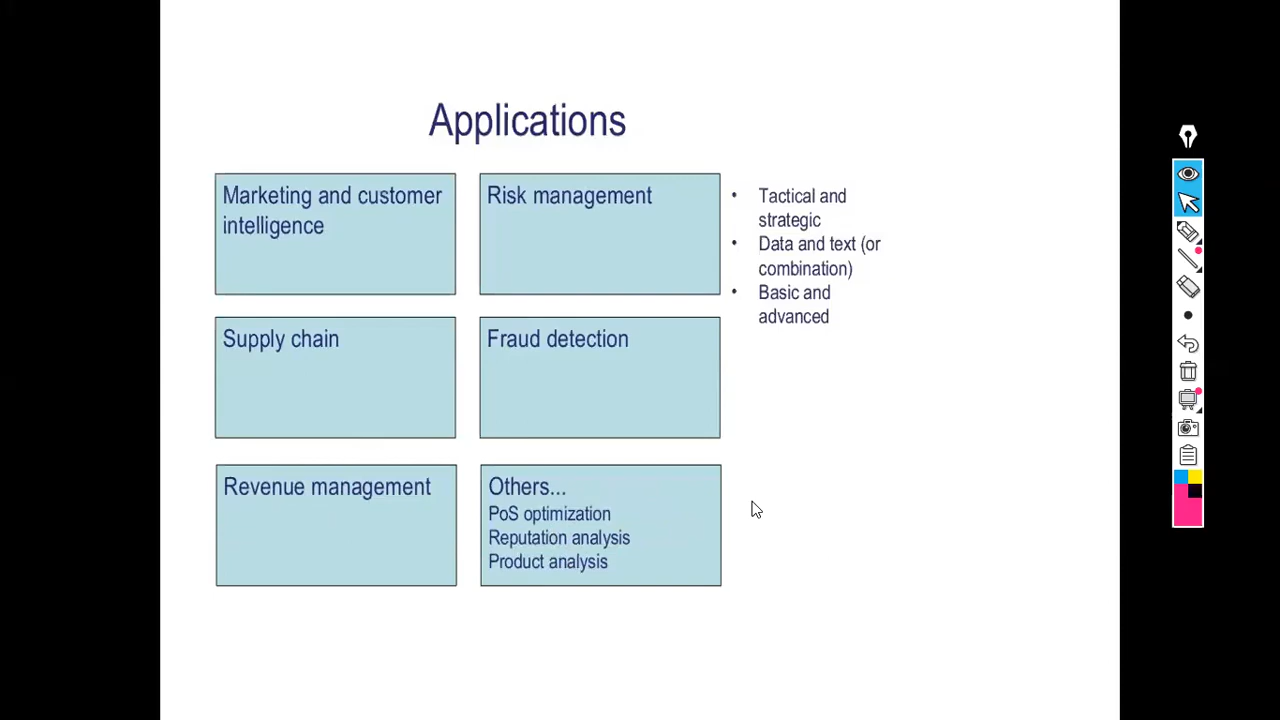 Applications
Marketing and customer
intelligence
Risk management
• Tactical and
strategic
• Data and text (or
combination)
• Basic and
advanced
Supply chain
Fraud detection
Revenue management
Others...
PoS optimization
Reputation analysis
Product analysis